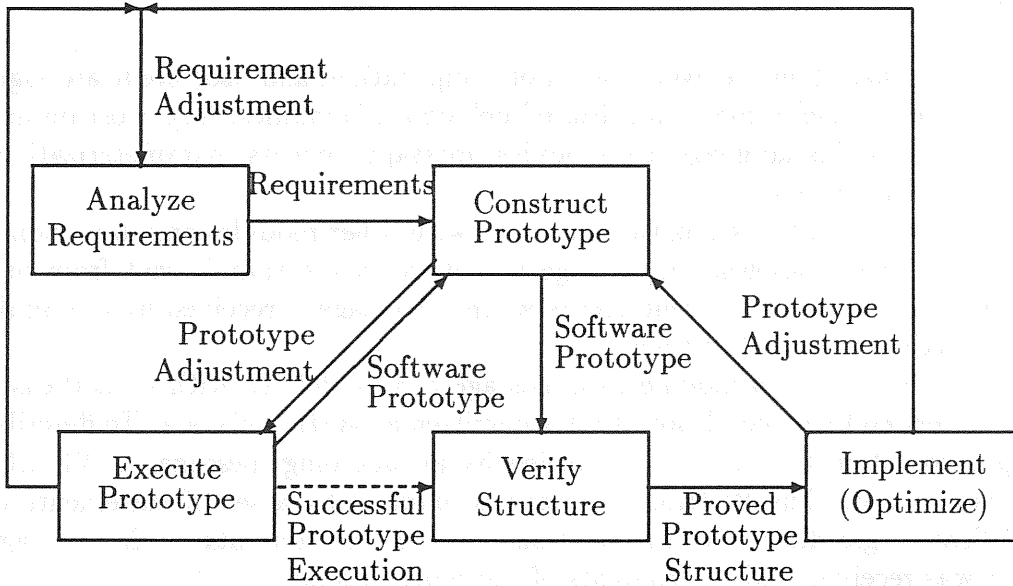 Requirement
Adjustment
Analyze
Requirements
Requirements
Construct
Prototype
Prototype
Adjustment
Software
Prototype
Software
Prototype
Prototype
Adjustment
Execute
Prototype
Successful
Prototype
Execution
Verify
Structure
Proved
Prototype
Structure
Implement
(Optimize)